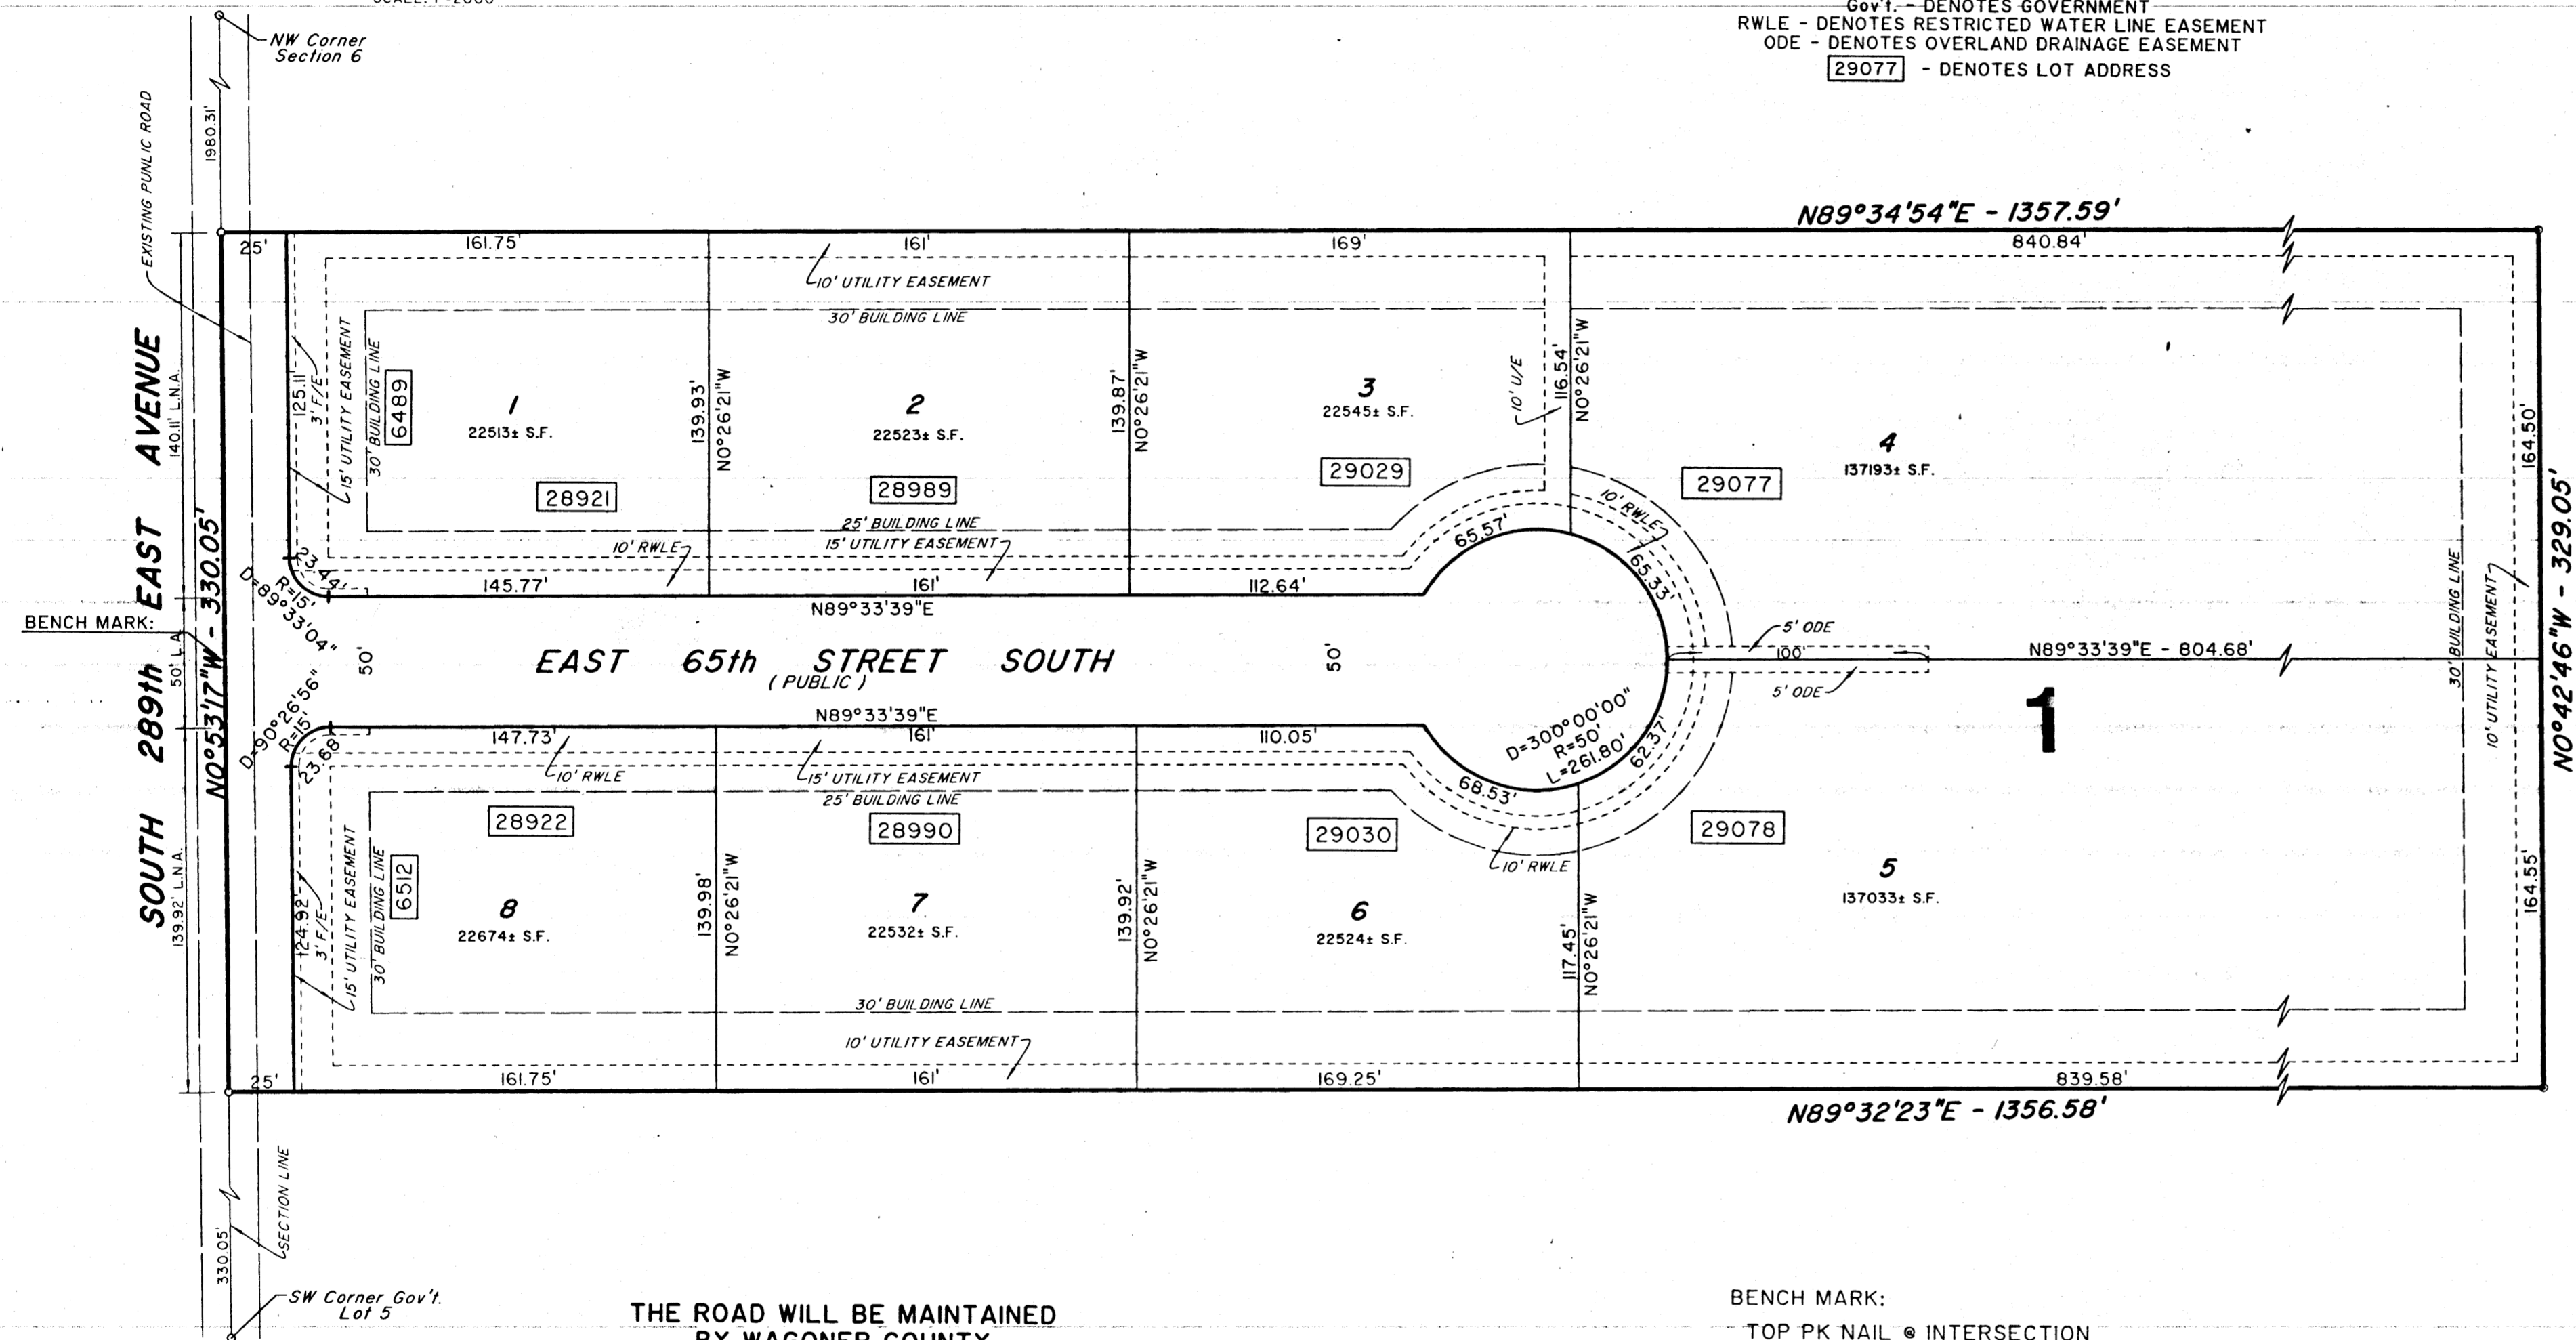 Gov't. - DENOTES GOVERNMENT
RWLE - DENOTES RESTRICTED WATER LINE EASEMENT
ODE - DENOTES OVERLAND DRAINAGE EASEMENT
29077 - DENOTES LOT ADDRESS
NW Corner
Section 6
1980.31'
EXISTING PUNLIC ROAD
N89°34'54"E - 1357.59'
25'
161.75'
161'
169'
840.84'
10' UTILITY EASEMENT
30' BUILDING LINE
SOUTH 289th EAST AVENUE
140.11' L.N.A.
50' L.A.
139.92' L.N.A.
N0°53'17"W - 330.05'
BENCH MARK:
125.11'
3' F/E
15' UTILITY EASEMENT
30' BUILDING LINE
6489
1
22513± S.F.
28921
139.93'
N0°26'21"W
2
22523± S.F.
28989
139.87'
N0°26'21"W
3
22545± S.F.
29029
10' U/E
116.54'
N0°26'21"W
4
137193± S.F.
29077
164.50'
25' BUILDING LINE
15' UTILITY EASEMENT
10' RWLE
10' RWLE
23.44'
R=15'
D=89°33'04"
145.77'
161'
112.64'
65.57'
65.33'
N89°33'39"E
50'
EAST 65th STREET SOUTH
( PUBLIC )
50'
5' ODE
100'
5' ODE
N89°33'39"E - 804.68'
30' BUILDING LINE
10' UTILITY EASEMENT
N0°42'46"W - 329.05'
1
N89°33'39"E
D=90°26'56"
R=15'
23.68'
147.73'
161'
110.05'
68.53'
62.37'
D=300°00'00"
R=50'
L=261.80'
10' RWLE
15' UTILITY EASEMENT
25' BUILDING LINE
10' RWLE
124.92'
3' F/E
15' UTILITY EASEMENT
30' BUILDING LINE
6512
28922
8
22674± S.F.
139.98'
N0°26'21"W
28990
7
22532± S.F.
139.92'
N0°26'21"W
29030
6
22524± S.F.
117.45'
N0°26'21"W
29078
5
137033± S.F.
164.55'
30' BUILDING LINE
10' UTILITY EASEMENT
25'
161.75'
161'
169.25'
839.58'
N89°32'23"E - 1356.58'
SECTION LINE
330.05'
SW Corner Gov't.
Lot 5
THE ROAD WILL BE MAINTAINED
BY WAGONER COUNTY
BENCH MARK:
TOP PK NAIL @ INTERSECTION